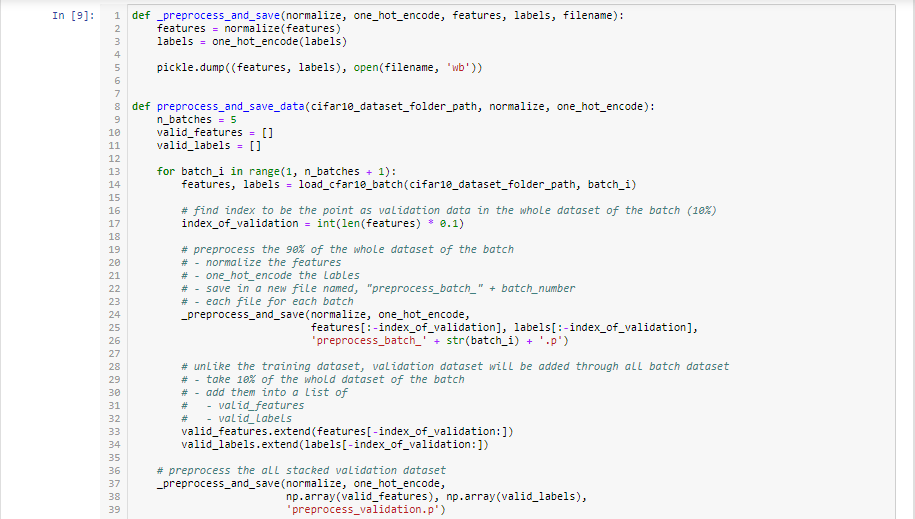 In [9]:
1 def _preprocess_and_save(normalize, one_hot_encode, features, labels, filename):
2     features = normalize(features)
3     labels = one_hot_encode(labels)
4
5     pickle.dump((features, labels), open(filename, 'wb'))
6
7
8 def preprocess_and_save_data(cifar10_dataset_folder_path, normalize, one_hot_encode):
9     n_batches = 5
10     valid_features = []
11     valid_labels = []
12
13     for batch_i in range(1, n_batches + 1):
14         features, labels = load_cfar10_batch(cifar10_dataset_folder_path, batch_i)
15
16         # find index to be the point as validation data in the whole dataset of the batch (10%)
17         index_of_validation = int(len(features) * 0.1)
18
19         # preprocess the 90% of the whole dataset of the batch
20         # - normalize the features
21         # - one_hot_encode the lables
22         # - save in a new file named, "preprocess_batch_" + batch_number
23         # - each file for each batch
24         _preprocess_and_save(normalize, one_hot_encode,
25                              features[:-index_of_validation], labels[:-index_of_validation],
26                              'preprocess_batch_' + str(batch_i) + '.p')
27
28         # unlike the training dataset, validation dataset will be added through all batch dataset
29         # - take 10% of the whold dataset of the batch
30         # - add them into a list of
31         #   - valid_features
32         #   - valid_labels
33         valid_features.extend(features[-index_of_validation:])
34         valid_labels.extend(labels[-index_of_validation:])
35
36     # preprocess the all stacked validation dataset
37     _preprocess_and_save(normalize, one_hot_encode,
38                          np.array(valid_features), np.array(valid_labels),
39                          'preprocess_validation.p')